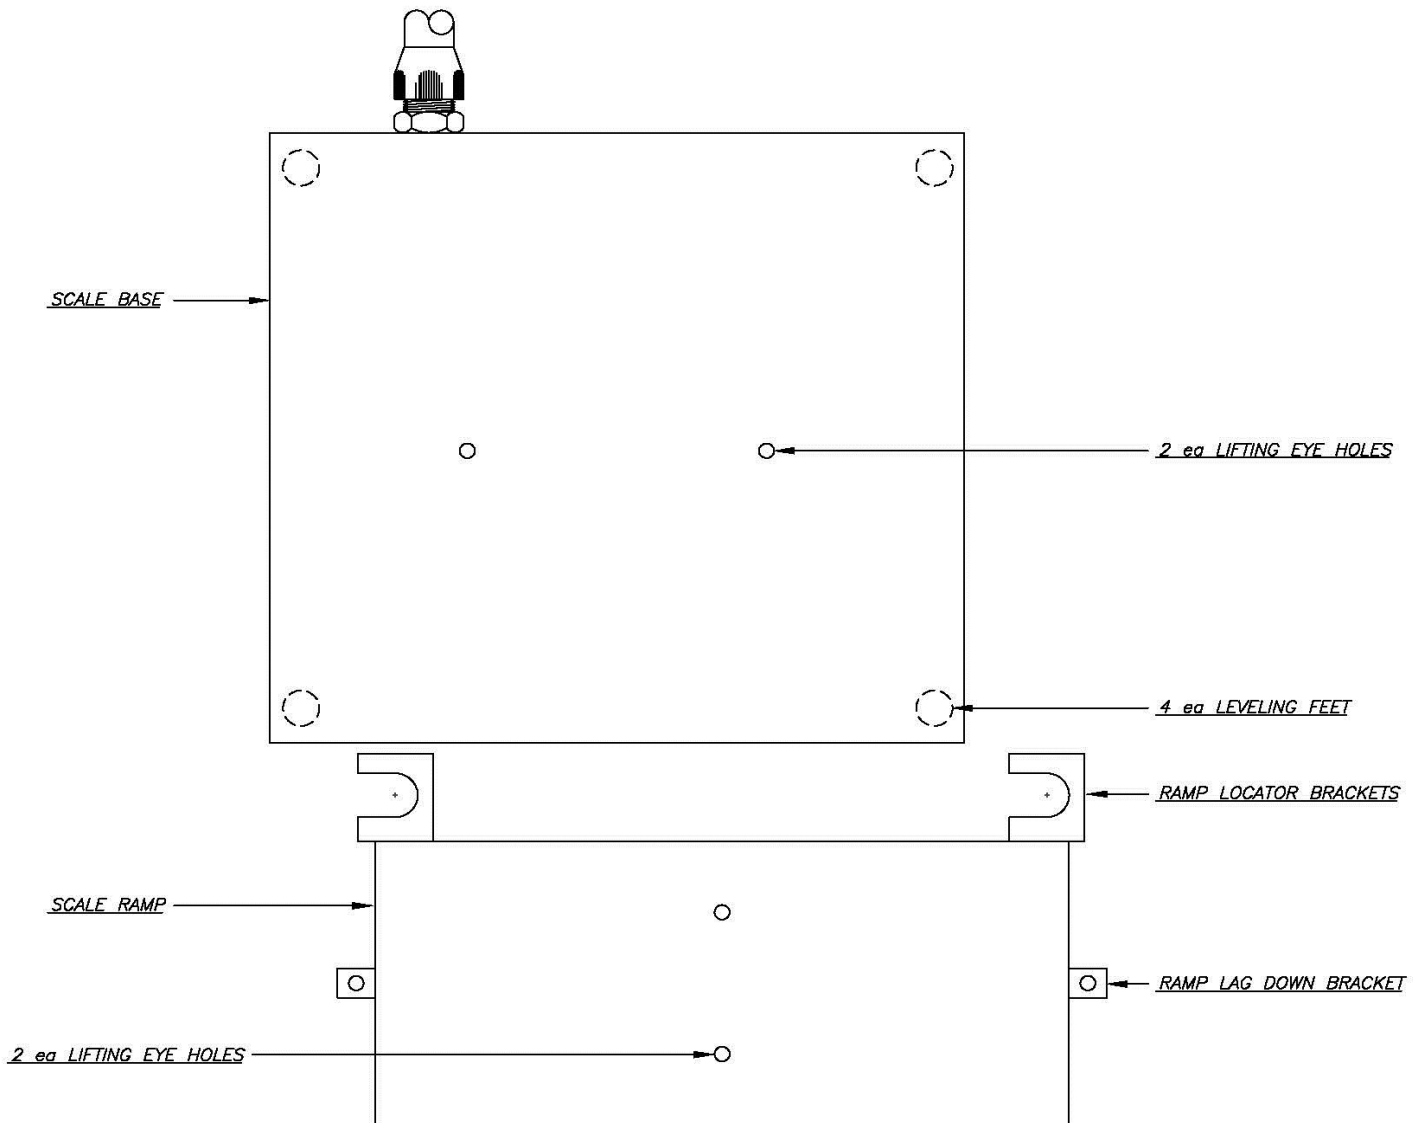 SCALE BASE
2 ea LIFTING EYE HOLES
4 ea LEVELING FEET
RAMP LOCATOR BRACKETS
SCALE RAMP
RAMP LAG DOWN BRACKET
2 ea LIFTING EYE HOLES